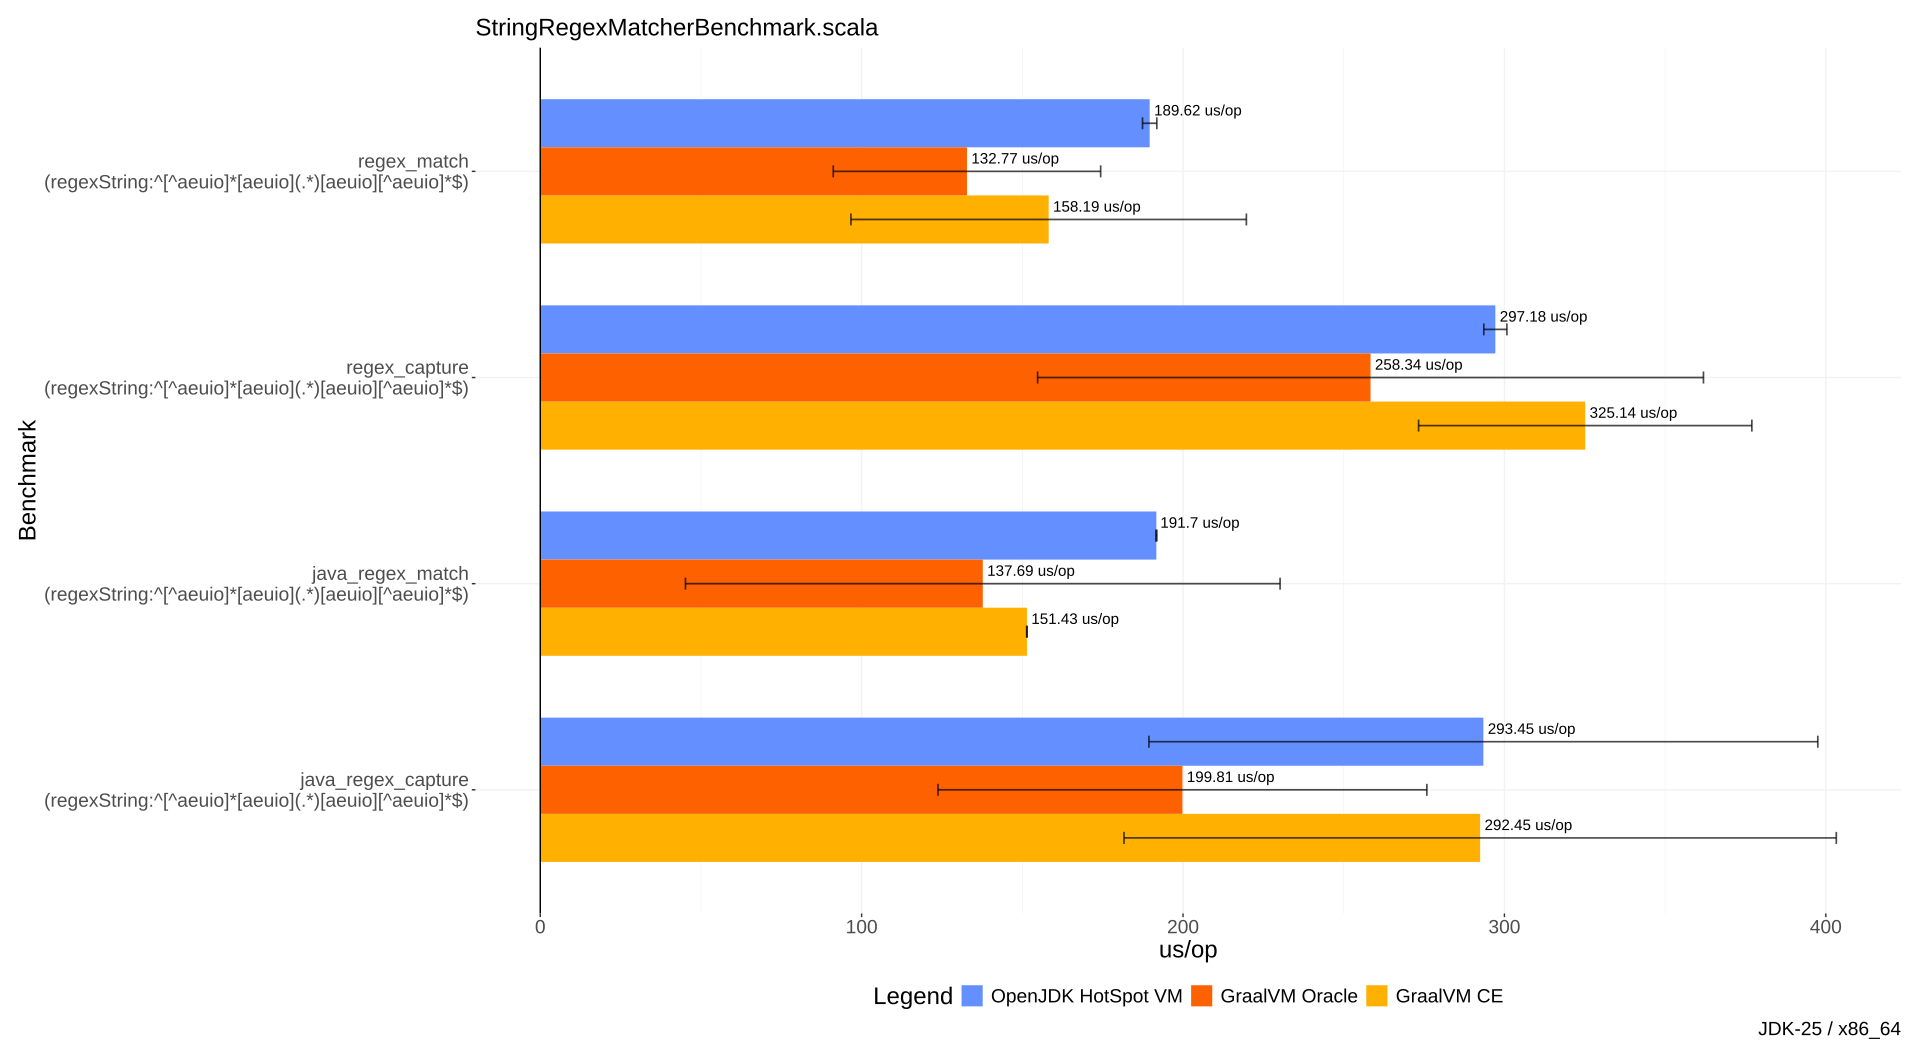 StringRegexMatcherBenchmark.scala
Benchmark
regex_match
(regexString:^[^aeuio]*[aeuio](.*)[aeuio][^aeuio]*$)
189.62 us/op
132.77 us/op
158.19 us/op
regex_capture
(regexString:^[^aeuio]*[aeuio](.*)[aeuio][^aeuio]*$)
297.18 us/op
258.34 us/op
325.14 us/op
java_regex_match
(regexString:^[^aeuio]*[aeuio](.*)[aeuio][^aeuio]*$)
191.7 us/op
137.69 us/op
151.43 us/op
java_regex_capture
(regexString:^[^aeuio]*[aeuio](.*)[aeuio][^aeuio]*$)
293.45 us/op
199.81 us/op
292.45 us/op
0 100 200 300 400
us/op
Legend OpenJDK HotSpot VM GraalVM Oracle GraalVM CE
JDK-25 / x86_64